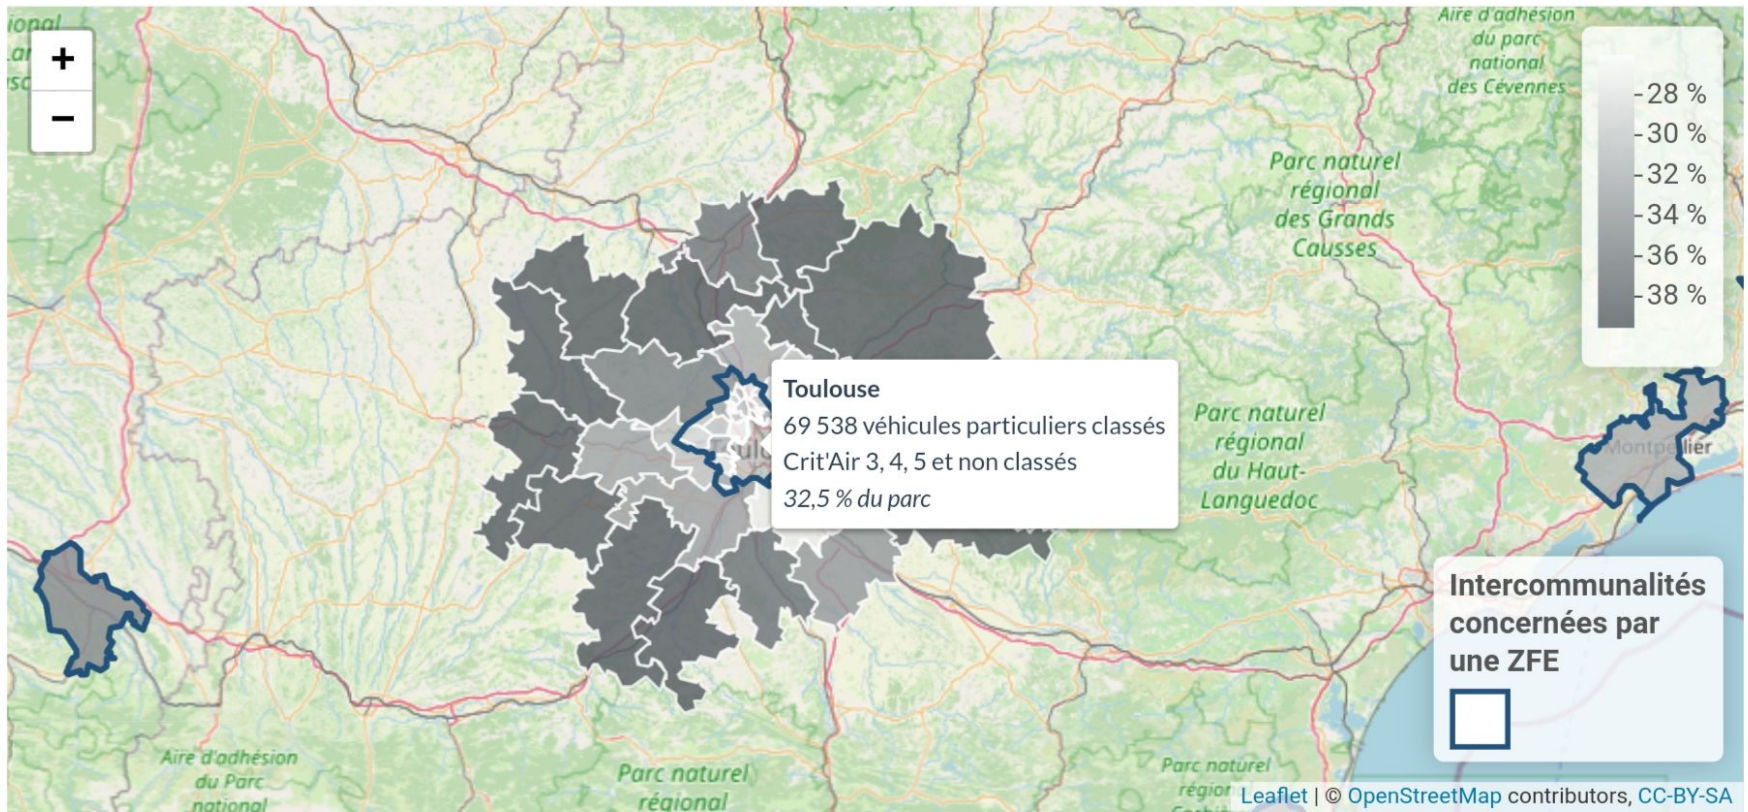 +
−
Aire d'adhésion
du parc
national
des Cévennes
Parc naturel
régional
des Grands
Causses
28 %
30 %
32 %
34 %
36 %
38 %
Toulouse
69 538 véhicules particuliers classés
Crit'Air 3, 4, 5 et non classés
32,5 % du parc
Parc naturel
régional
du Haut-
Languedoc
Montpellier
Intercommunalités
concernées par
une ZFE
Aire d'adhésion
du Parc
national
Parc naturel
régional
Parc naturel
Leaflet | © OpenStreetMap contributors, CC-BY-SA